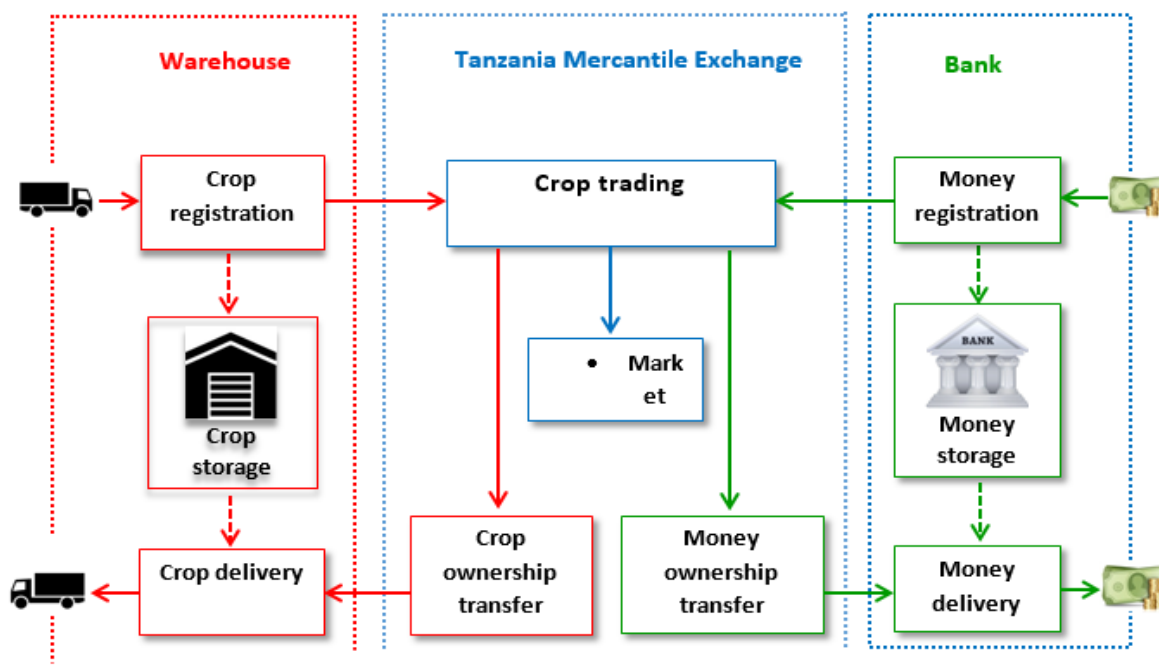 Warehouse
Tanzania Mercantile Exchange
Bank
Crop
registration
Crop trading
Money
registration
• Mark
et
Crop
storage
BANK
Money
storage
Crop delivery
Crop
ownership
transfer
Money
ownership
transfer
Money
delivery